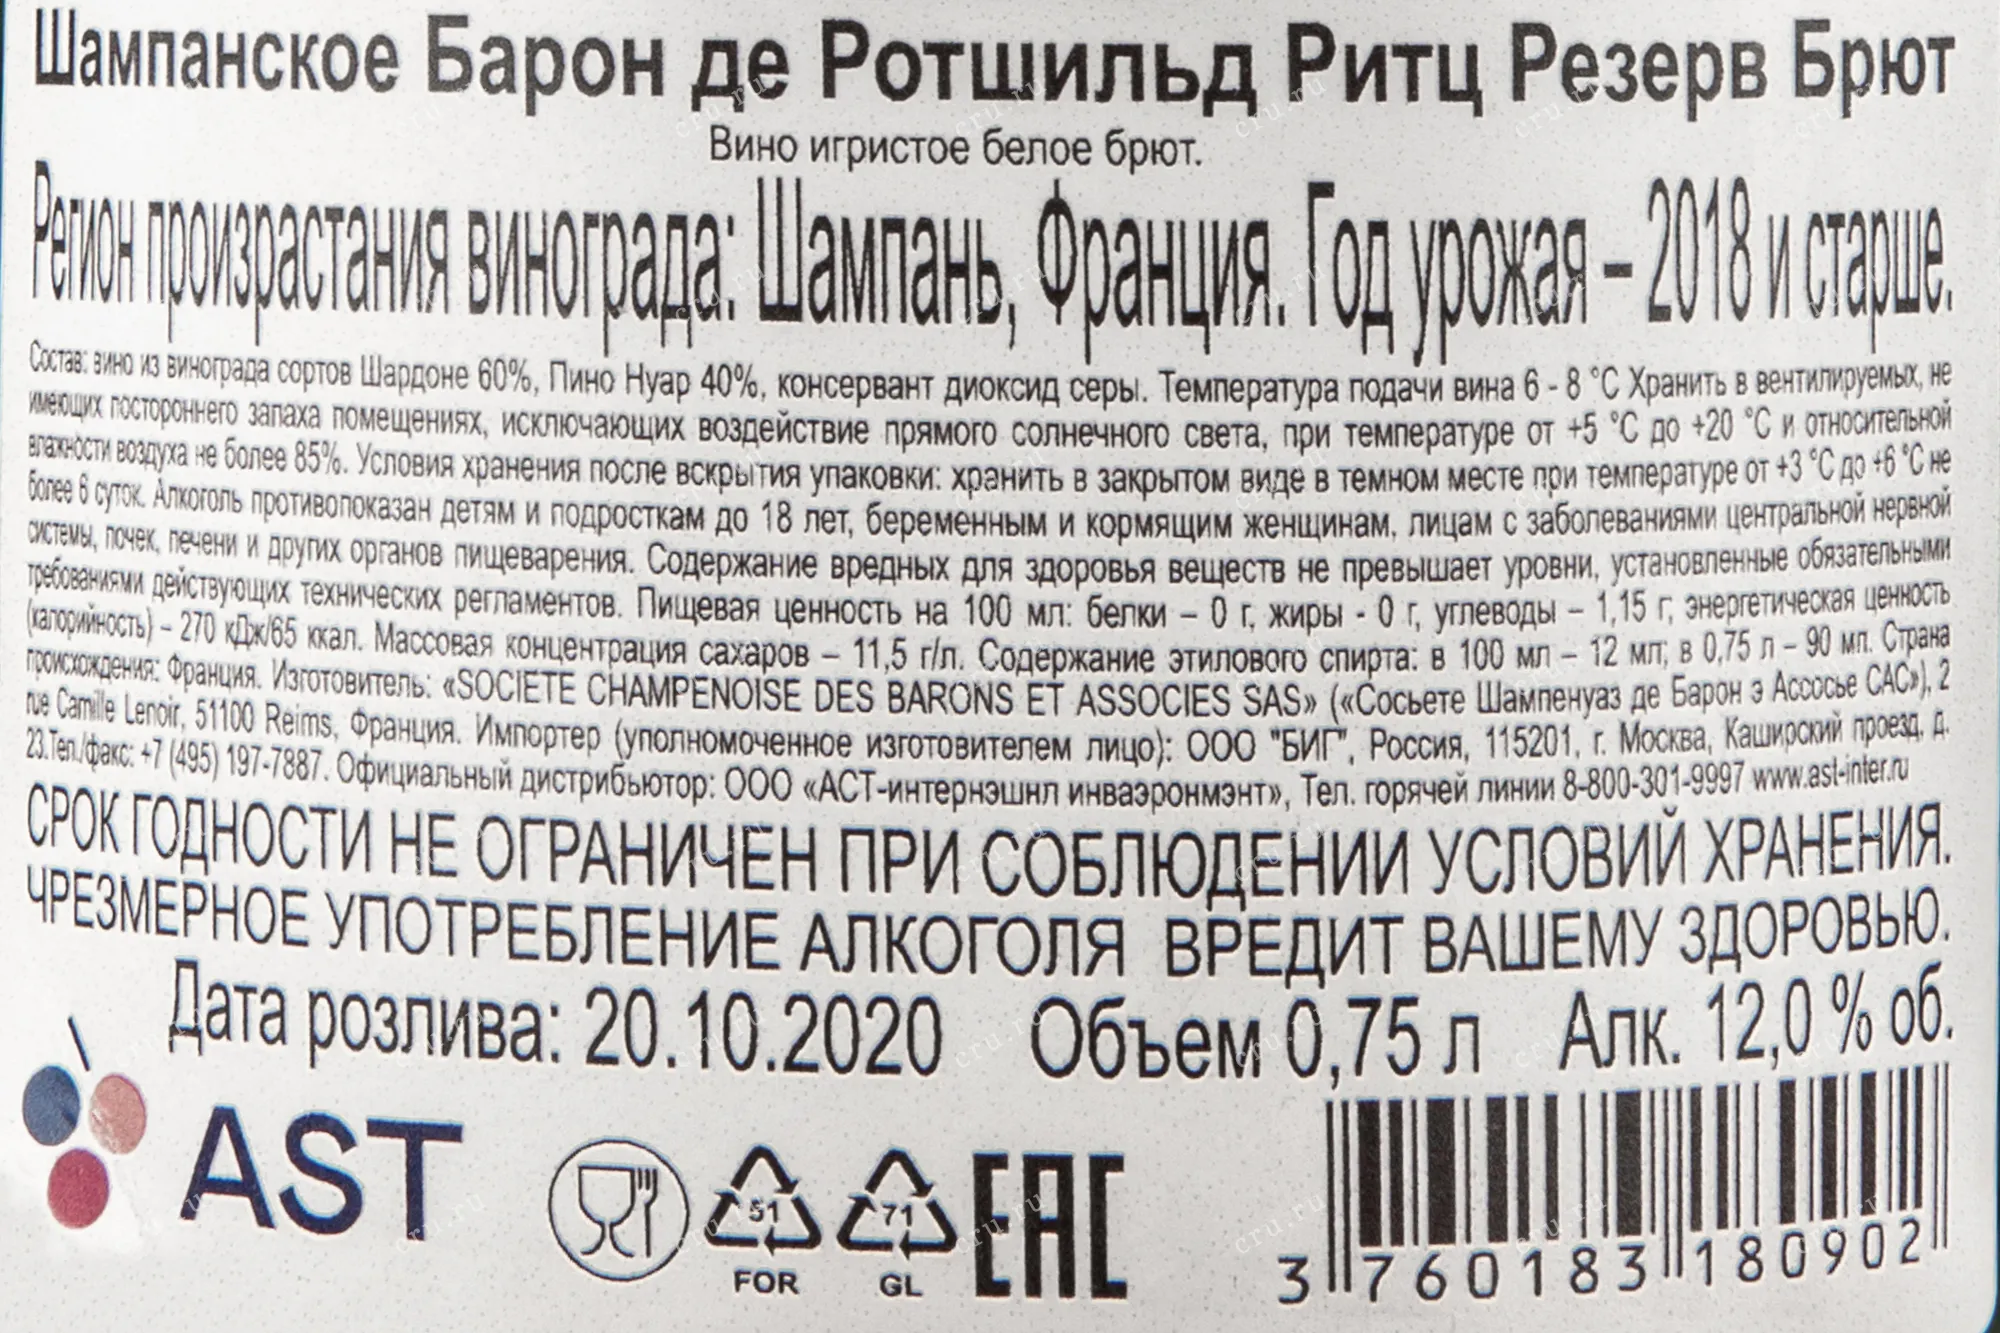 Шампанское Барон де Ротшильд Ритц Резерв Брют
Вино игристое белое брют.
Регион произрастания винограда: Шампань, Франция. Год урожая – 2018 и старше.
Состав: вино из винограда сортов Шардоне 60%, Пино Нуар 40%, консервант диоксид серы. Температура подачи вина 6 - 8 °C Хранить в вентилируемых, не
имеющих постороннего запаха помещениях, исключающих воздействие прямого солнечного света, при температуре от +5 °C до +20 °C и относительной
влажности воздуха не более 85%. Условия хранения после вскрытия упаковки: хранить в закрытом виде в темном месте при температуре от +3 °C до +6 °C не
более 6 суток. Алкоголь противопоказан детям и подросткам до 18 лет, беременным и кормящим женщинам, лицам с заболеваниями центральной нервной
системы, почек, печени и других органов пищеварения. Содержание вредных для здоровья веществ не превышает уровни, установленные обязательными
требованиями действующих технических регламентов. Пищевая ценность на 100 мл: белки – 0 г, жиры - 0 г, углеводы – 1,15 г; энергетическая ценность
(калорийность) – 270 кДж/65 ккал. Массовая концентрация сахаров – 11,5 г/л. Содержание этилового спирта: в 100 мл – 12 мл; в 0,75 л – 90 мл. Страна
происхождения: Франция. Изготовитель: «SOCIETE CHAMPENOISE DES BARONS ET ASSOCIES SAS» («Сосьете Шампенуаз де Барон э Ассосье САС»), 2
rue Camille Lenoir, 51100 Reims, Франция. Импортер (уполномоченное изготовителем лицо): ООО "БИГ", Россия, 115201, г. Москва, Каширский проезд, д.
23.Тел./факс: +7 (495) 197-7887. Официальный дистрибьютор: ООО «АСТ-интернэшнл инваэронмэнт», Тел. горячей линии 8-800-301-9997 www.ast-inter.ru
СРОК ГОДНОСТИ НЕ ОГРАНИЧЕН ПРИ СОБЛЮДЕНИИ УСЛОВИЙ ХРАНЕНИЯ.
ЧРЕЗМЕРНОЕ УПОТРЕБЛЕНИЕ АЛКОГОЛЯ ВРЕДИТ ВАШЕМУ ЗДОРОВЬЮ.
Дата розлива: 20.10.2020 Объем 0,75 л Алк. 12,0 % об.
AST
51
FOR
71
GL
EAC
3 760183 180902
cru.ru